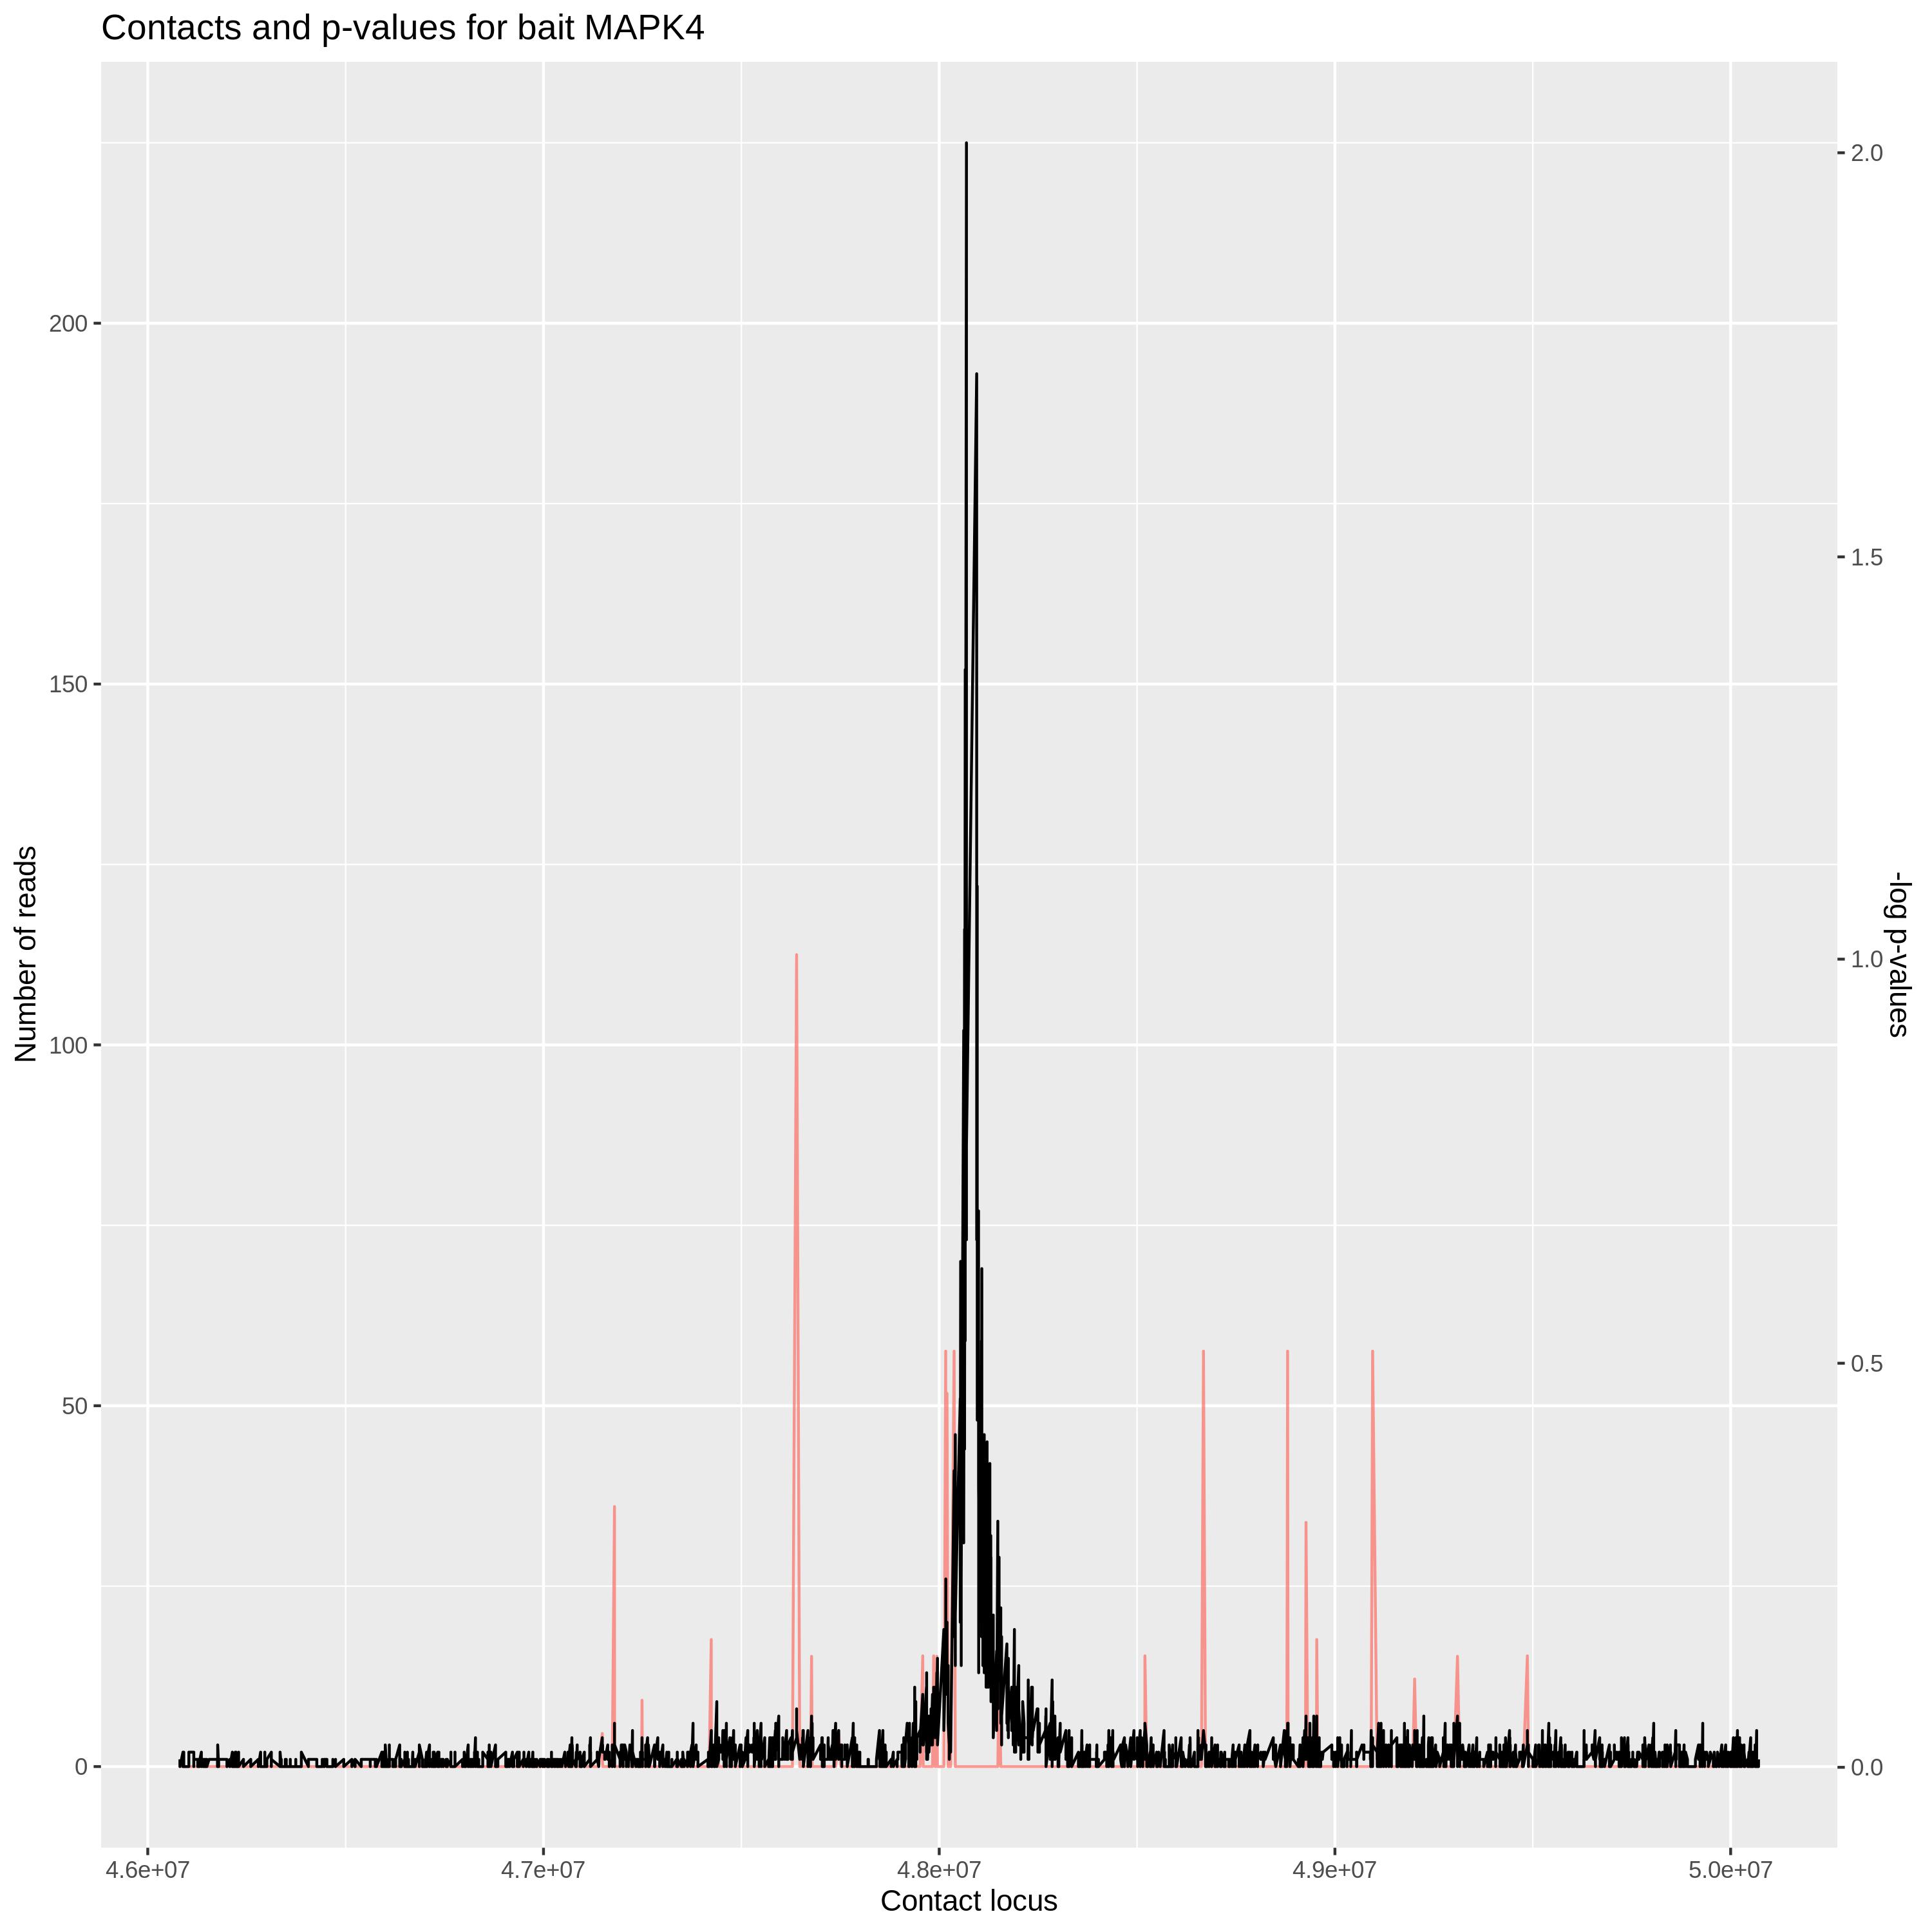 Contacts and p-values for bait MAPK4
Number of reads
200
150
100
50
0
2.0
1.5
1.0
0.5
0.0
-log p-values
4.6e+07 4.7e+07 4.8e+07 4.9e+07 5.0e+07
Contact locus